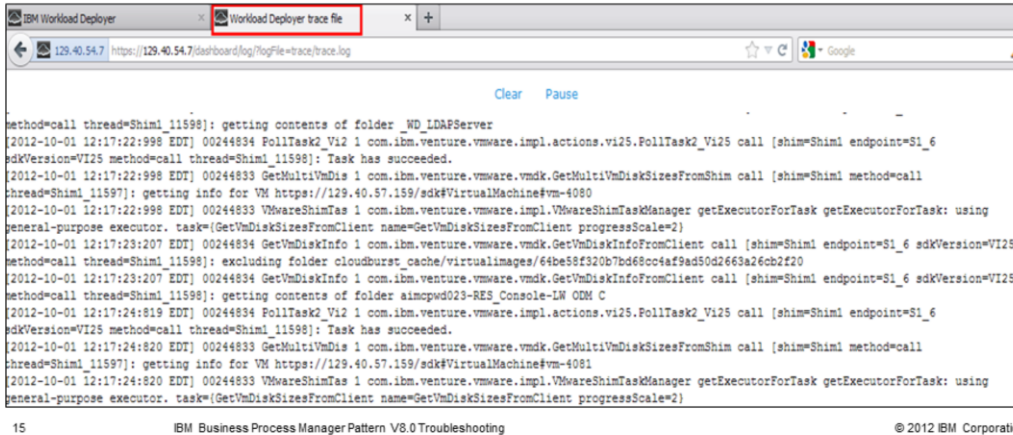 IBM Workload Deployer
Workload Deployer trace file
129.40.54.7 https://129.40.54.7/dashboard/log/?logFile=trace/trace.log
Google
Clear Pause
method=call thread=Shim1_11598]: getting contents of folder _WD_LDAPServer
[2012-10-01 12:17:22:998 EDT] 00244834 PollTask2_Vi2 1 com.ibm.venture.vmware.impl.actions.vi25.PollTask2_Vi25 call [shim=Shim1 endpoint=S1_6
sdkVersion=VI25 method=call thread=Shim1_11598]: Task has succeeded.
[2012-10-01 12:17:22:998 EDT] 00244833 GetMultiVmDis 1 com.ibm.venture.vmware.vmdk.GetMultiVmDiskSizesFromShim call [shim=Shim1 method=call
thread=Shim1_11597]: getting info for VM https://129.40.57.159/sdk#VirtualMachine#vm-4080
[2012-10-01 12:17:22:998 EDT] 00244833 VMwareShimTas 1 com.ibm.venture.vmware.impl.VMwareShimTaskManager getExecutorForTask getExecutorForTask: using
general-purpose executor. task={GetVmDiskSizesFromClient name=GetVmDiskSizesFromClient progressScale=2}
[2012-10-01 12:17:23:207 EDT] 00244834 GetVmDiskInfo 1 com.ibm.venture.vmware.vmdk.GetVmDiskInfoFromClient call [shim=Shim1 endpoint=S1_6 sdkVersion=VI25
method=call thread=Shim1_11598]: excluding folder cloudburst_cache/virtualimages/64be58f320b7bd68cc4af9ad50d2663a26cb2f20
[2012-10-01 12:17:23:207 EDT] 00244834 GetVmDiskInfo 1 com.ibm.venture.vmware.vmdk.GetVmDiskInfoFromClient call [shim=Shim1 endpoint=S1_6 sdkVersion=VI25
method=call thread=Shim1_11598]: getting contents of folder aimcpwd023-RES_Console-LW ODM C
[2012-10-01 12:17:24:819 EDT] 00244834 PollTask2_Vi2 1 com.ibm.venture.vmware.impl.actions.vi25.PollTask2_Vi25 call [shim=Shim1 endpoint=S1_6
sdkVersion=VI25 method=call thread=Shim1_11598]: Task has succeeded.
[2012-10-01 12:17:24:820 EDT] 00244833 GetMultiVmDis 1 com.ibm.venture.vmware.vmdk.GetMultiVmDiskSizesFromShim call [shim=Shim1 method=call
thread=Shim1_11597]: getting info for VM https://129.40.57.159/sdk#VirtualMachine#vm-4081
[2012-10-01 12:17:24:820 EDT] 00244833 VMwareShimTas 1 com.ibm.venture.vmware.impl.VMwareShimTaskManager getExecutorForTask getExecutorForTask: using
general-purpose executor. task={GetVmDiskSizesFromClient name=GetVmDiskSizesFromClient progressScale=2}
15 IBM Business Process Manager Pattern V8.0 Troubleshooting © 2012 IBM Corporati